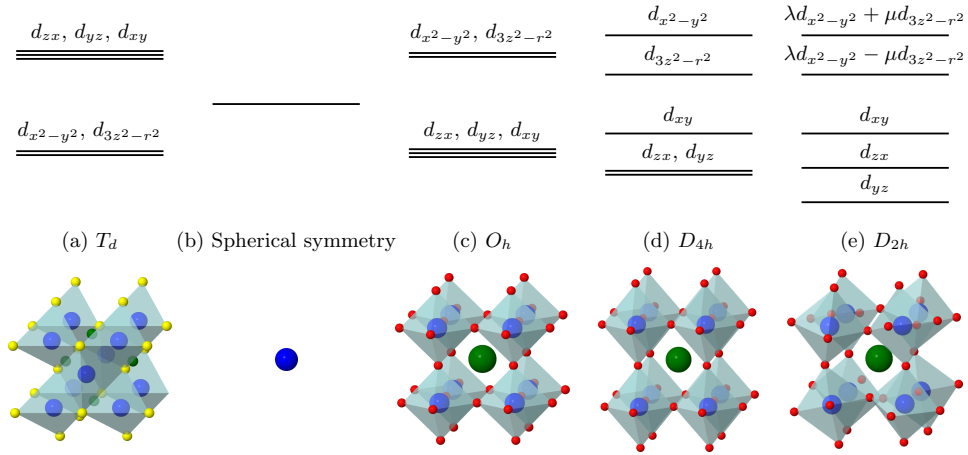 d_{x^2−y^2}   λd_{x^2−y^2} + μd_{3z^2−r^2}
d_{zx}, d_{yz}, d_{xy}   d_{x^2−y^2}, d_{3z^2−r^2}   d_{3z^2−r^2}   λd_{x^2−y^2} − μd_{3z^2−r^2}
d_{xy}   d_{xy}
d_{x^2−y^2}, d_{3z^2−r^2}   d_{zx}, d_{yz}, d_{xy}   d_{zx}, d_{yz}   d_{zx}
d_{yz}
(a) T_d   (b) Spherical symmetry   (c) O_h   (d) D_{4h}   (e) D_{2h}